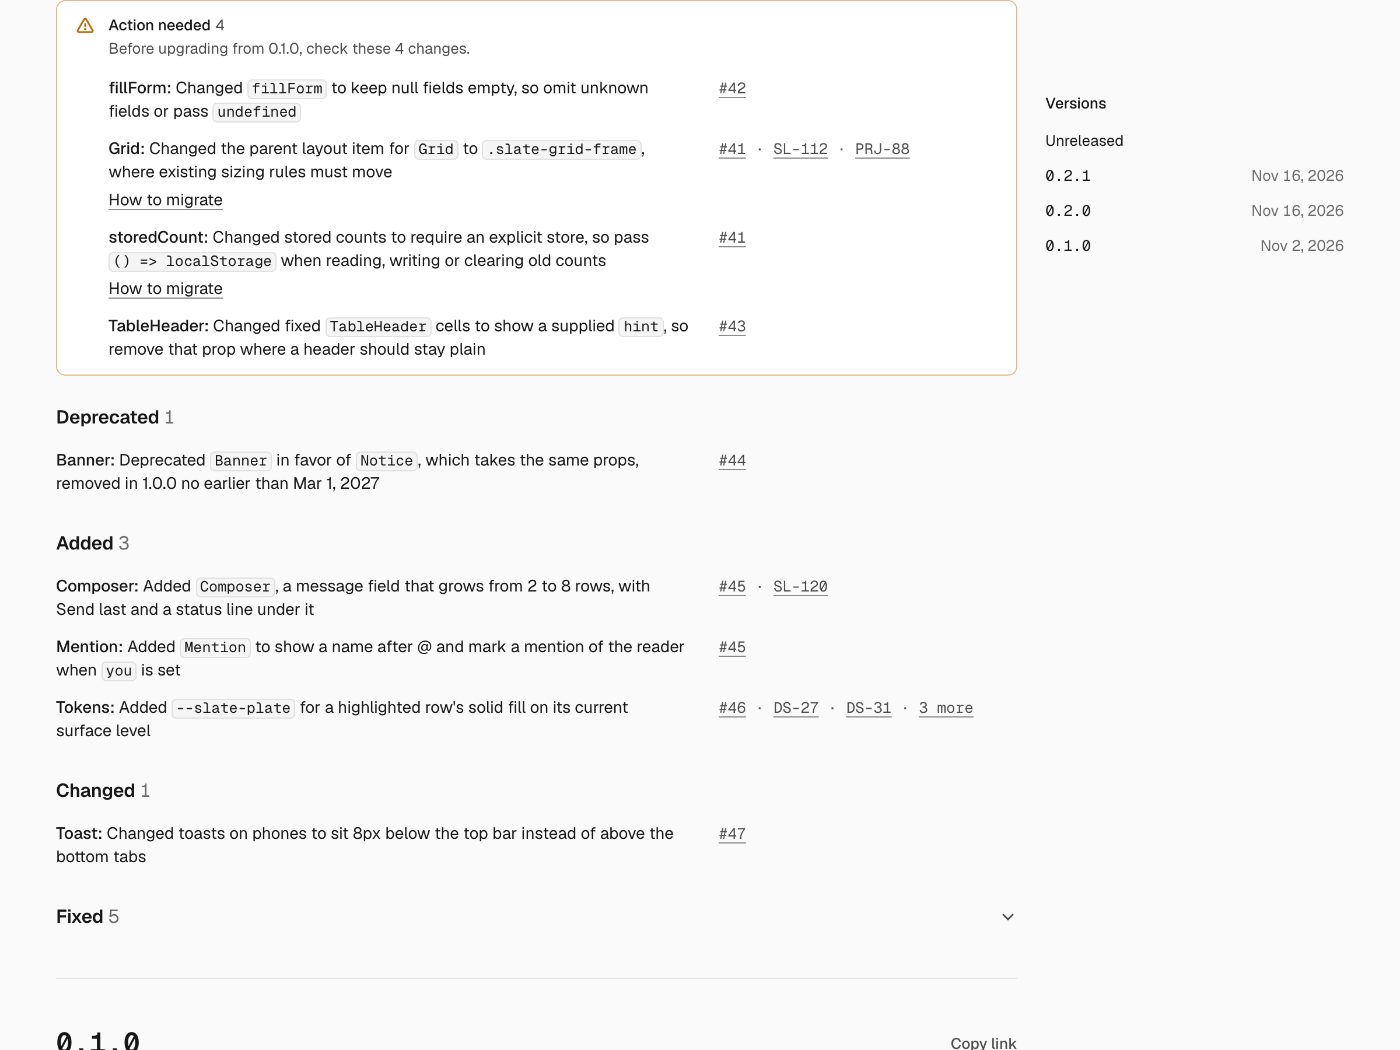 Action needed 4
Before upgrading from 0.1.0, check these 4 changes.
fillForm: Changed fillForm to keep null fields empty, so omit unknown
fields or pass undefined
#42
Grid: Changed the parent layout item for Grid to .slate-grid-frame,
where existing sizing rules must move
#41 · SL-112 · PRJ-88
How to migrate
storedCount: Changed stored counts to require an explicit store, so pass
() => localStorage when reading, writing or clearing old counts
#41
How to migrate
TableHeader: Changed fixed TableHeader cells to show a supplied hint, so
remove that prop where a header should stay plain
#43
Deprecated 1
Banner: Deprecated Banner in favor of Notice, which takes the same props,
removed in 1.0.0 no earlier than Mar 1, 2027
#44
Added 3
Composer: Added Composer, a message field that grows from 2 to 8 rows, with
Send last and a status line under it
#45 · SL-120
Mention: Added Mention to show a name after @ and mark a mention of the reader
when you is set
#45
Tokens: Added --slate-plate for a highlighted row's solid fill on its current
surface level
#46 · DS-27 · DS-31 · 3 more
Changed 1
Toast: Changed toasts on phones to sit 8px below the top bar instead of above the
bottom tabs
#47
Fixed 5
0.1.0
Copy link
Versions
Unreleased
0.2.1 Nov 16, 2026
0.2.0 Nov 16, 2026
0.1.0 Nov 2, 2026